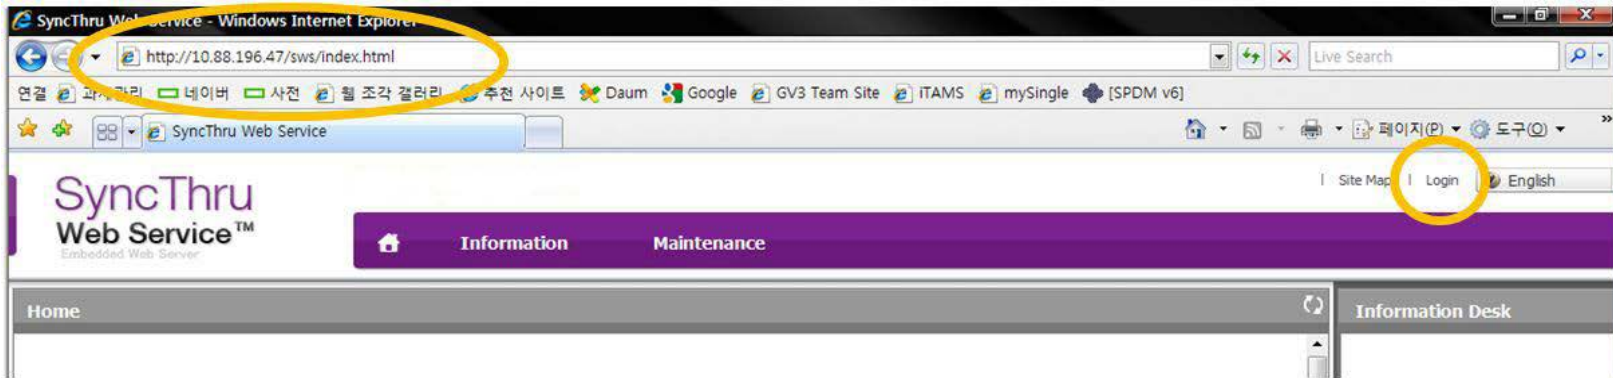 SyncThru Web Service - Windows Internet Explorer
http://10.88.196.47/sws/index.html
Live Search
연결 과제관리 네이버 사전 웹 조각 갤러리 추천 사이트 Daum Google GV3 Team Site iTAMS mySingle [SPDM v6]
SyncThru Web Service
페이지(P) 도구(O) »
| Site Map | Login English
SyncThru
Web Service™
Embedded Web Server
Information Maintenance
Home
Information Desk